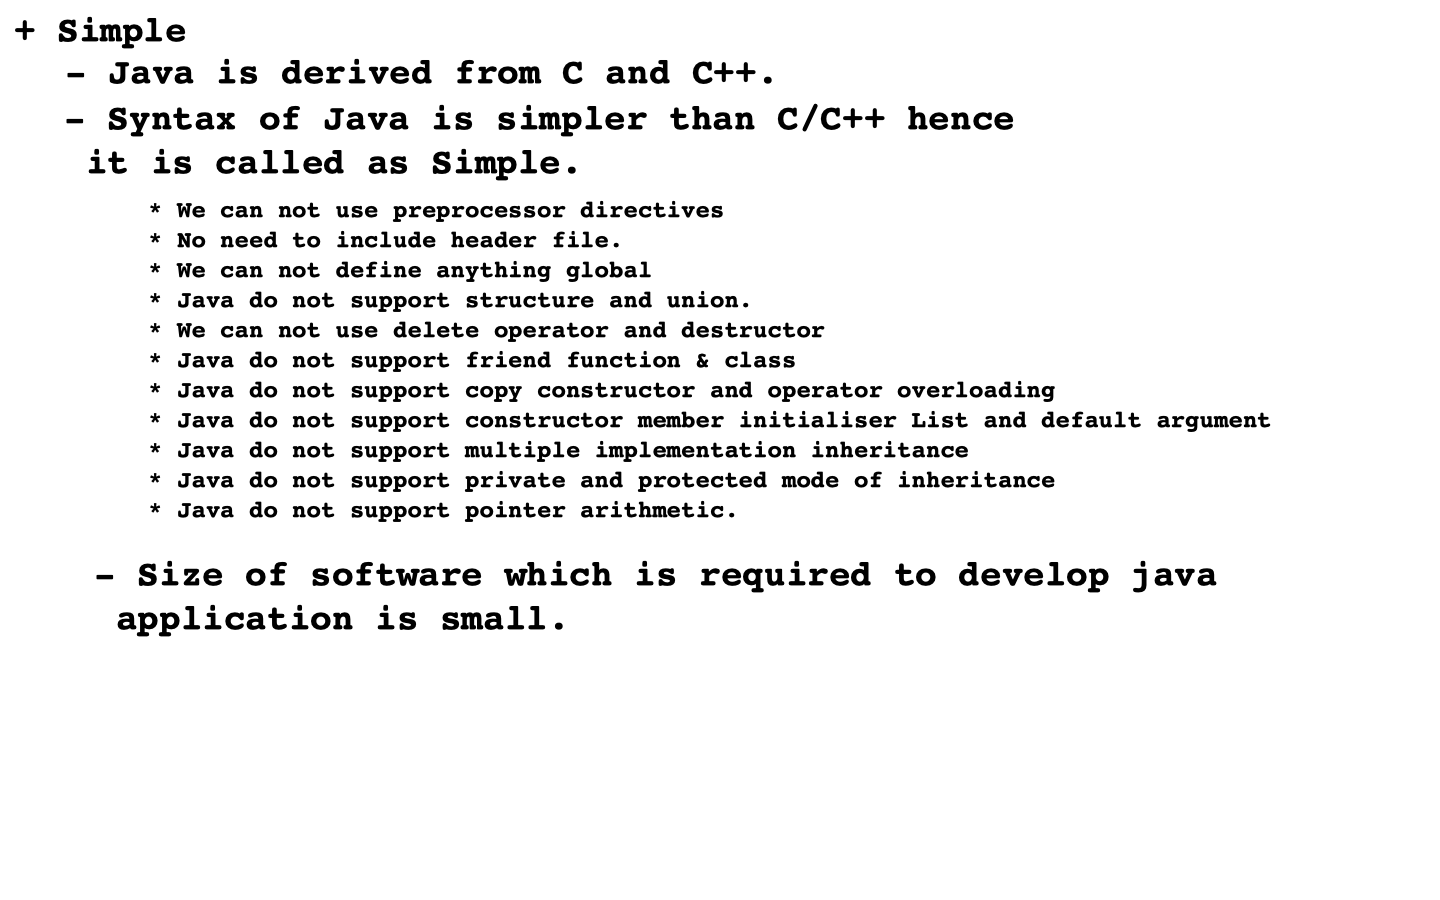 + Simple
- Java is derived from C and C++.
- Syntax of Java is simpler than C/C++ hence
it is called as Simple.
* We can not use preprocessor directives
* No need to include header file.
* We can not define anything global
* Java do not support structure and union.
* We can not use delete operator and destructor
* Java do not support friend function & class
* Java do not support copy constructor and operator overloading
* Java do not support constructor member initialiser List and default argument
* Java do not support multiple implementation inheritance
* Java do not support private and protected mode of inheritance
* Java do not support pointer arithmetic.
- Size of software which is required to develop java
application is small.